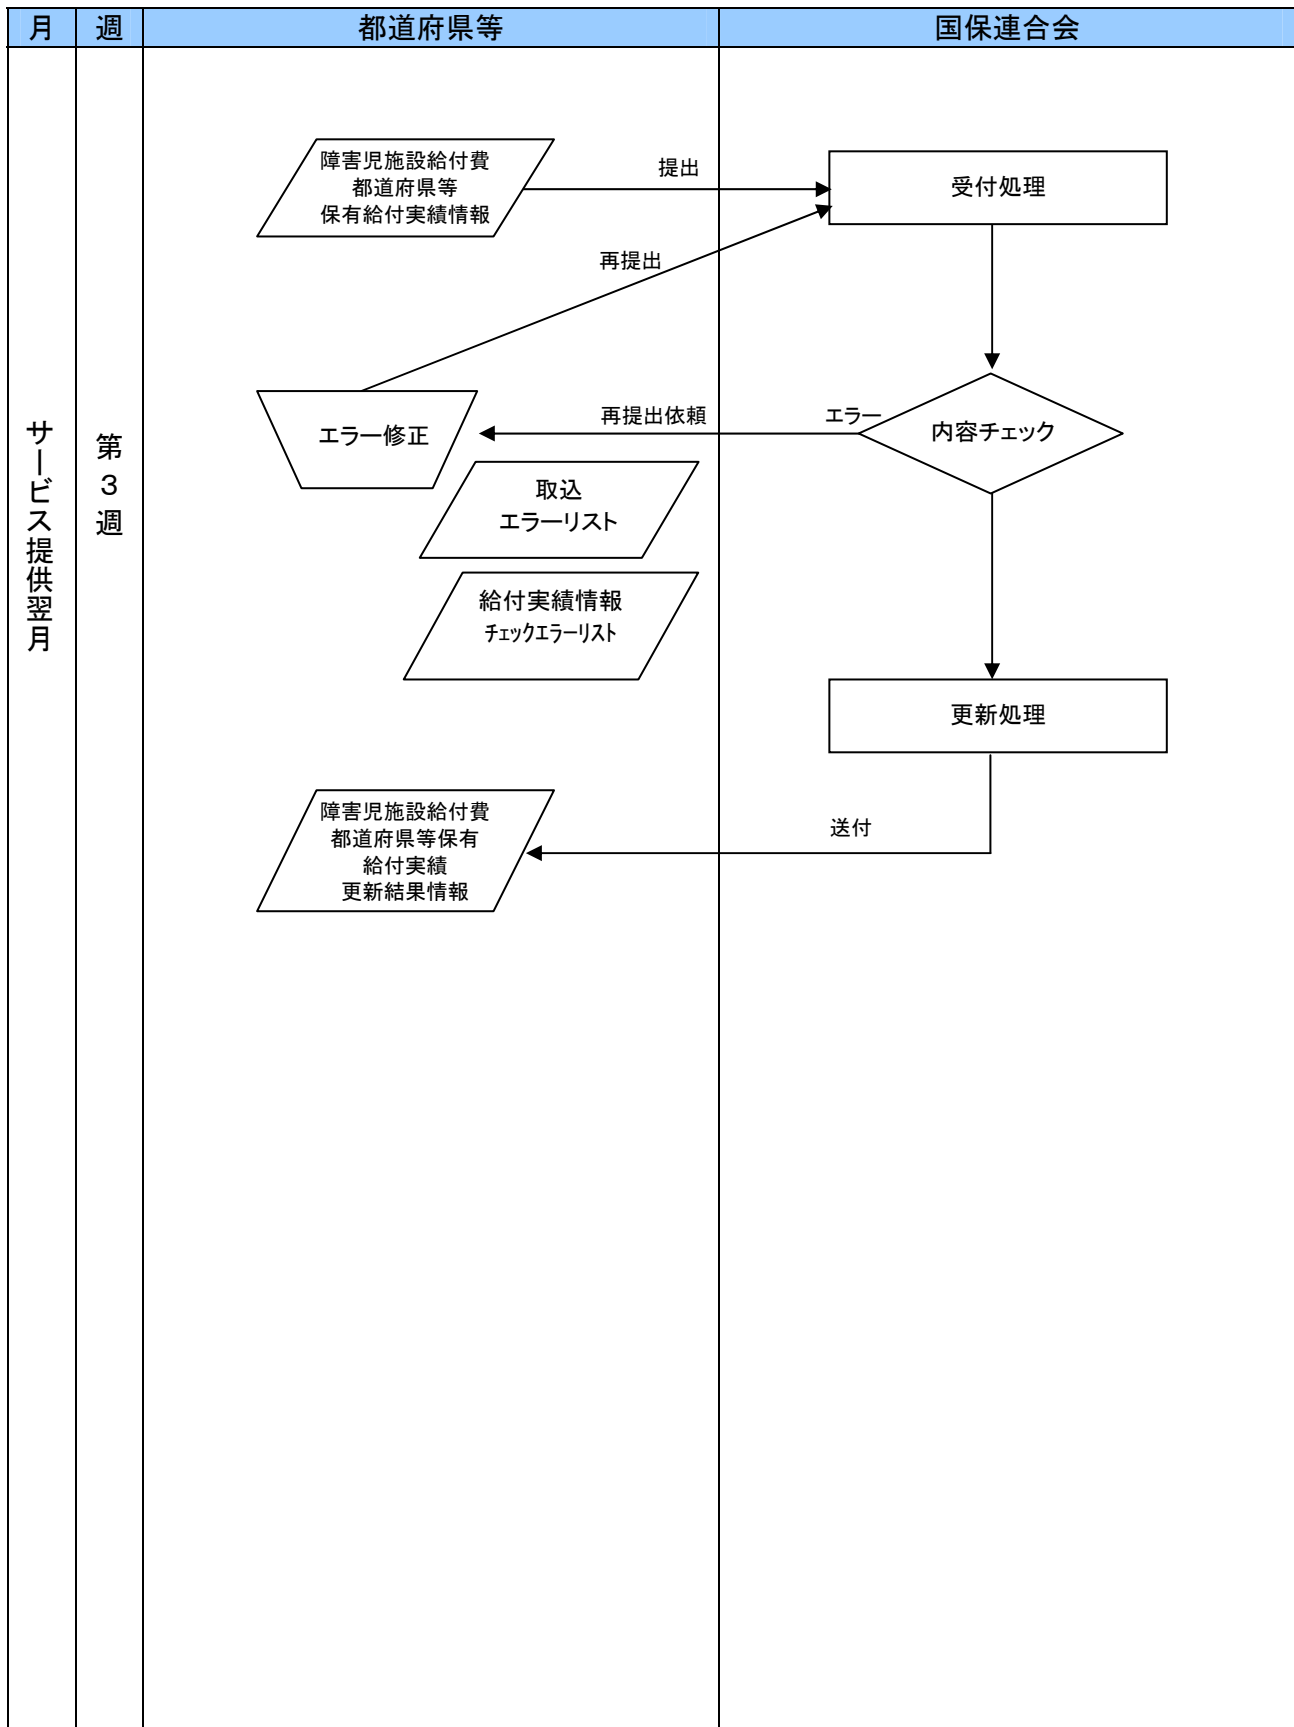 月 週 都道府県等 国保連合会
障害児施設給付費
都道府県等
保有給付実績情報
提出
受付処理
再提出
エラー修正
再提出依頼
エラー
内容チェック
取込
エラーリスト
給付実績情報
ﾁｪｯｸｴﾗｰﾘｽﾄ
サービス提供翌月
第3週
更新処理
障害児施設給付費
都道府県等保有
給付実績
更新結果情報
送付